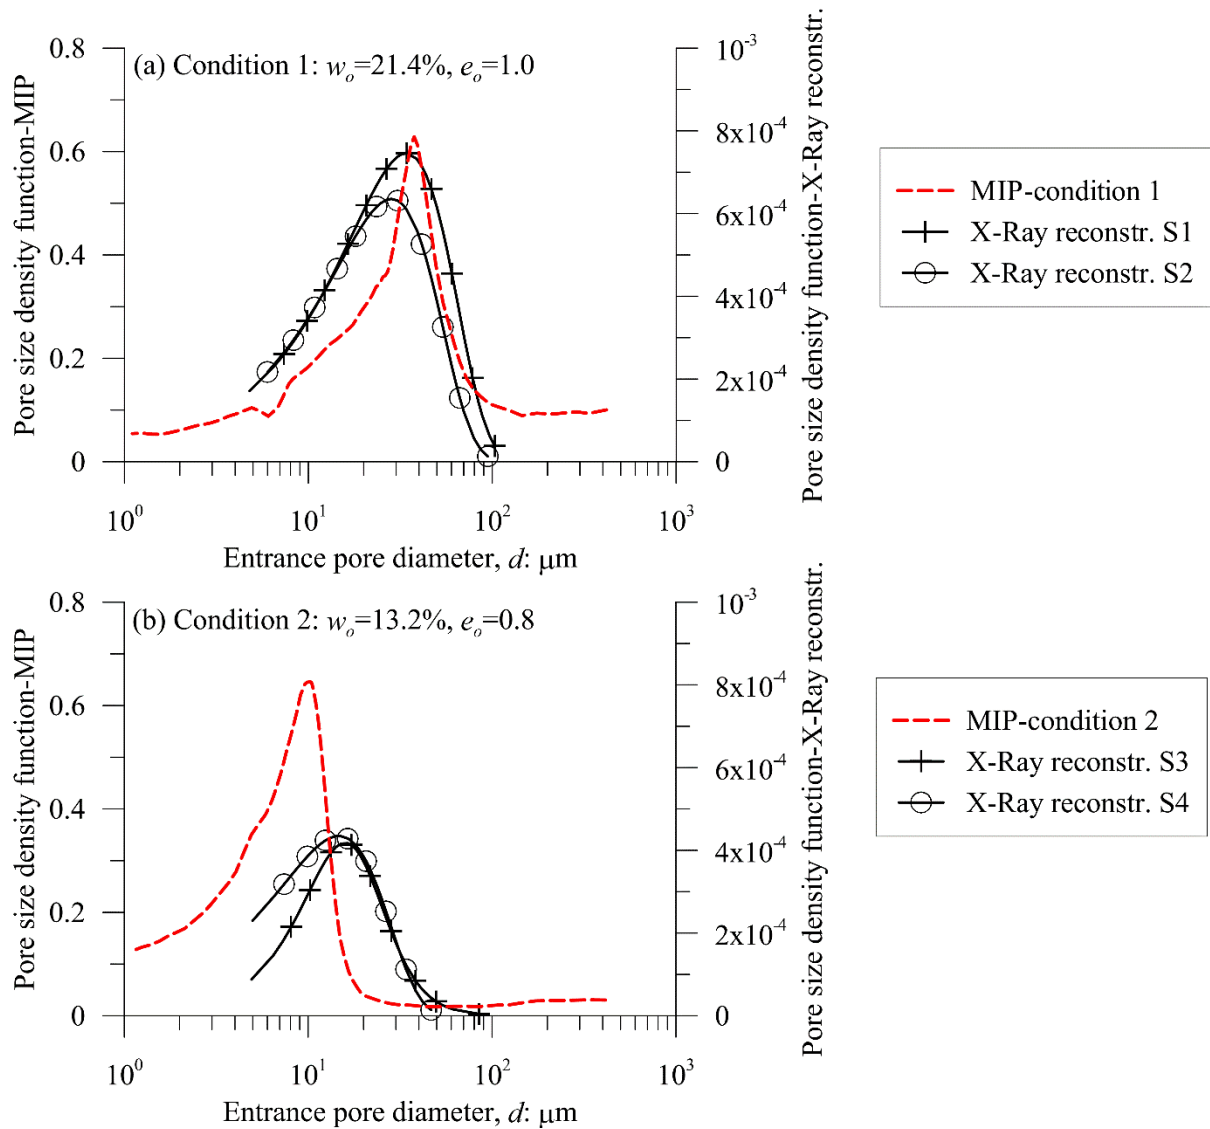 (a) Condition 1: wₒ=21.4%, eₒ=1.0
Pore size density function-MIP
0.8
0.6
0.4
0.2
0
10⁰
10¹
10²
10³
Entrance pore diameter, d: μm
10⁻³
8x10⁻⁴
6x10⁻⁴
4x10⁻⁴
2x10⁻⁴
0
Pore size density function-X-Ray reconstr.
MIP-condition 1
X-Ray reconstr. S1
X-Ray reconstr. S2
(b) Condition 2: wₒ=13.2%, eₒ=0.8
Pore size density function-MIP
0.8
0.6
0.4
0.2
0
10⁰
10¹
10²
10³
Entrance pore diameter, d: μm
10⁻³
8x10⁻⁴
6x10⁻⁴
4x10⁻⁴
2x10⁻⁴
0
Pore size density function-X-Ray reconstr.
MIP-condition 2
X-Ray reconstr. S3
X-Ray reconstr. S4